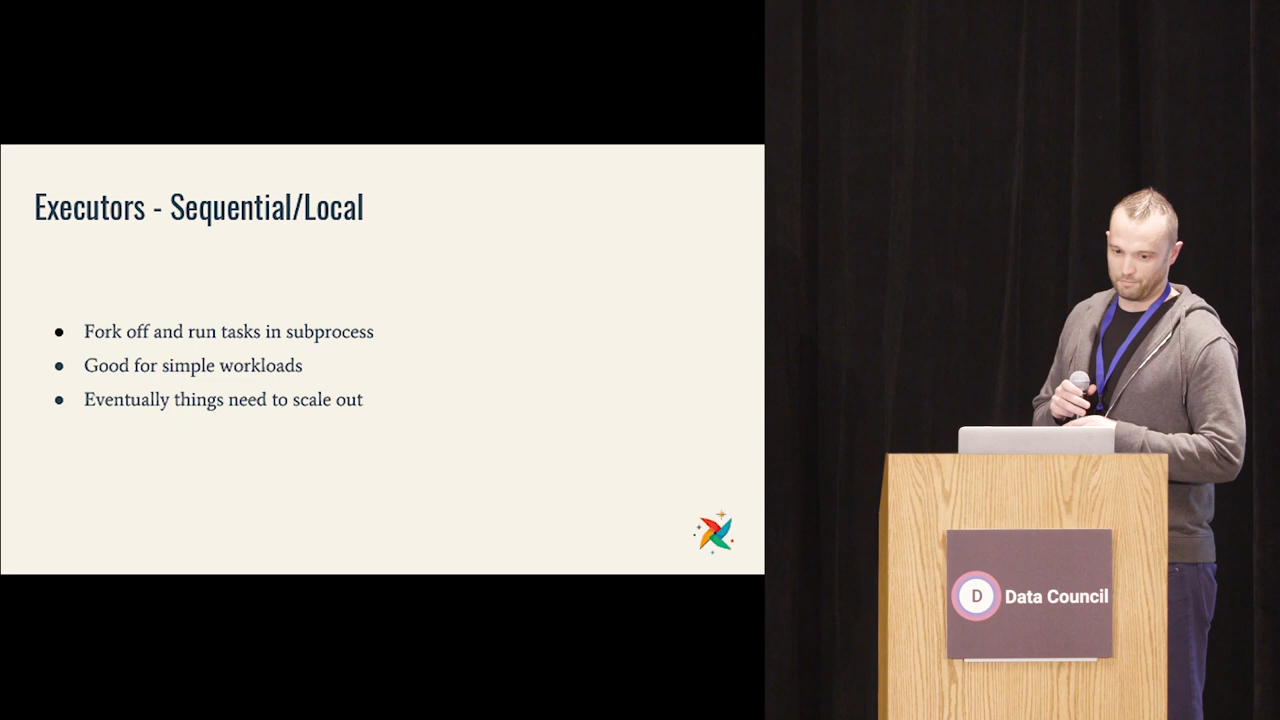 Executors - Sequential/Local
● Fork off and run tasks in subprocess
● Good for simple workloads
● Eventually things need to scale out
D Data Council